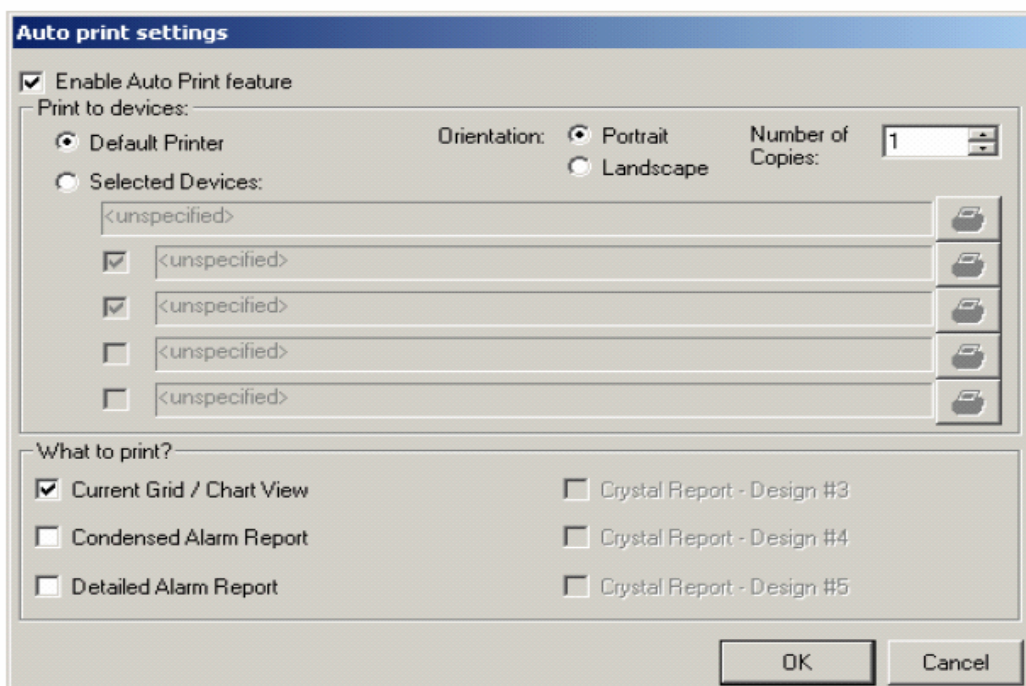 Auto print settings
Enable Auto Print feature
Print to devices:
Default Printer
Orientation:
Portrait
Landscape
Number of
Copies:
1
Selected Devices:
<unspecified>
<unspecified>
<unspecified>
<unspecified>
<unspecified>
What to print?
Current Grid / Chart View
Crystal Report - Design #3
Condensed Alarm Report
Crystal Report - Design #4
Detailed Alarm Report
Crystal Report - Design #5
OK
Cancel